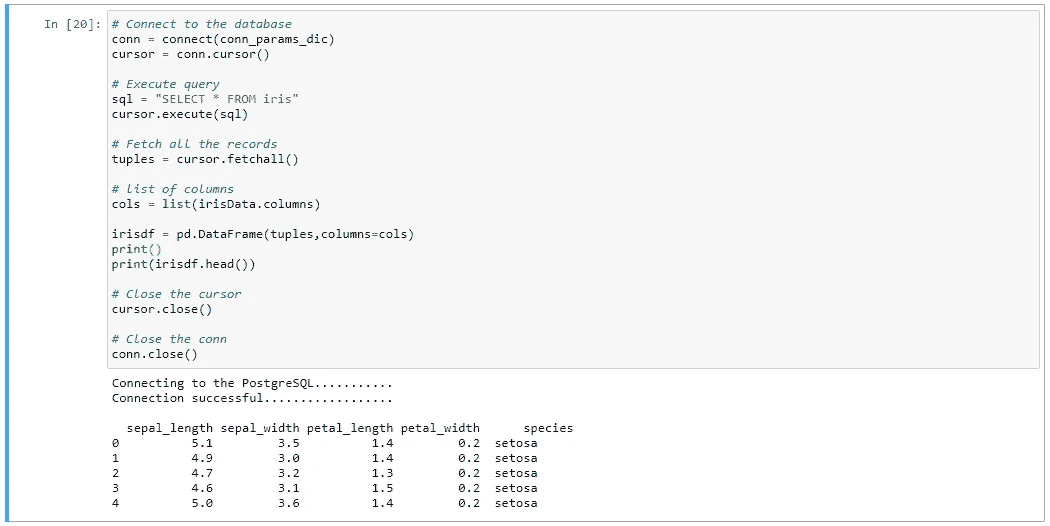 In [20]: # Connect to the database
conn = connect(conn_params_dic)
cursor = conn.cursor()
# Execute query
sql = "SELECT * FROM iris"
cursor.execute(sql)
# Fetch all the records
tuples = cursor.fetchall()
# list of columns
cols = list(irisData.columns)
irisdf = pd.DataFrame(tuples,columns=cols)
print()
print(irisdf.head())
# Close the cursor
cursor.close()
# Close the conn
conn.close()
Connecting to the PostgreSQL...........
Connection successful..................
sepal_length sepal_width petal_length petal_width species
0 5.1 3.5 1.4 0.2 setosa
1 4.9 3.0 1.4 0.2 setosa
2 4.7 3.2 1.3 0.2 setosa
3 4.6 3.1 1.5 0.2 setosa
4 5.0 3.6 1.4 0.2 setosa